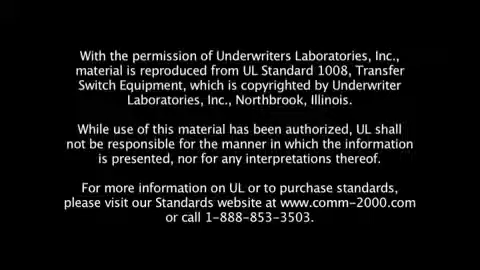 With the permission of Underwriters Laboratories, Inc.,
material is reproduced from UL Standard 1008, Transfer
Switch Equipment, which is copyrighted by Underwriter
Laboratories, Inc., Northbrook, Illinois.
While use of this material has been authorized, UL shall
not be responsible for the manner in which the information
is presented, nor for any interpretations thereof.
For more information on UL or to purchase standards,
please visit our Standards website at www.comm-2000.com
or call 1-888-853-3503.